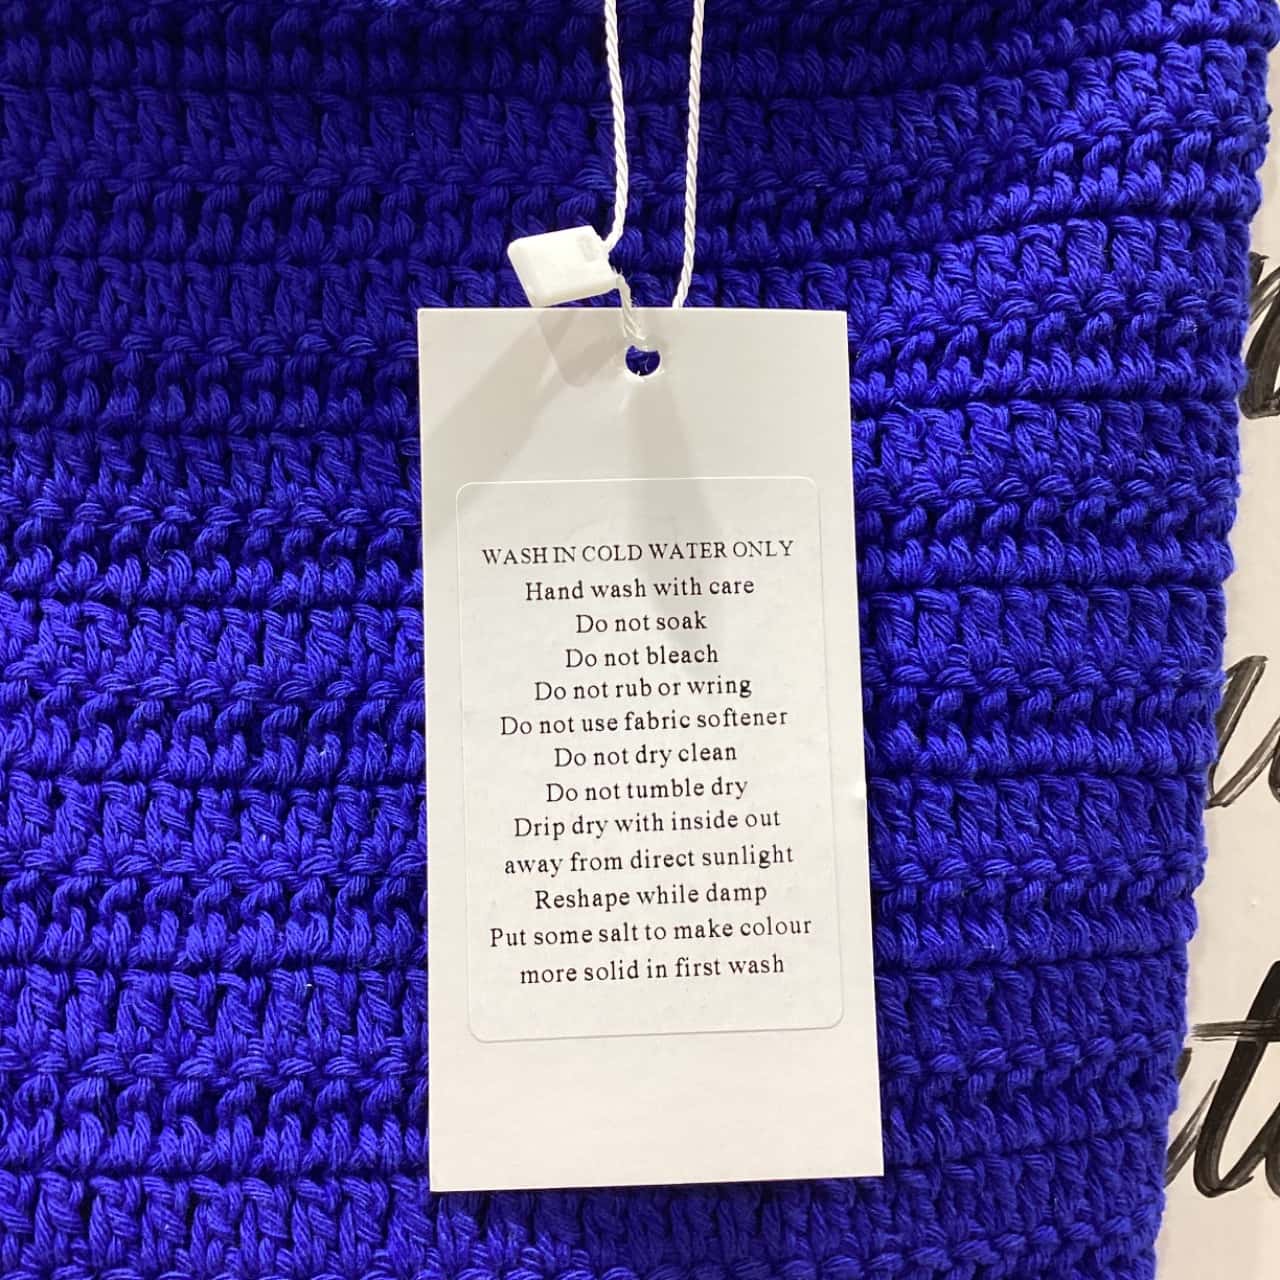 WASH IN COLD WATER ONLY
Hand wash with care
Do not soak
Do not bleach
Do not rub or wring
Do not use fabric softener
Do not dry clean
Do not tumble dry
Drip dry with inside out
away from direct sunlight
Reshape while damp
Put some salt to make colour
more solid in first wash